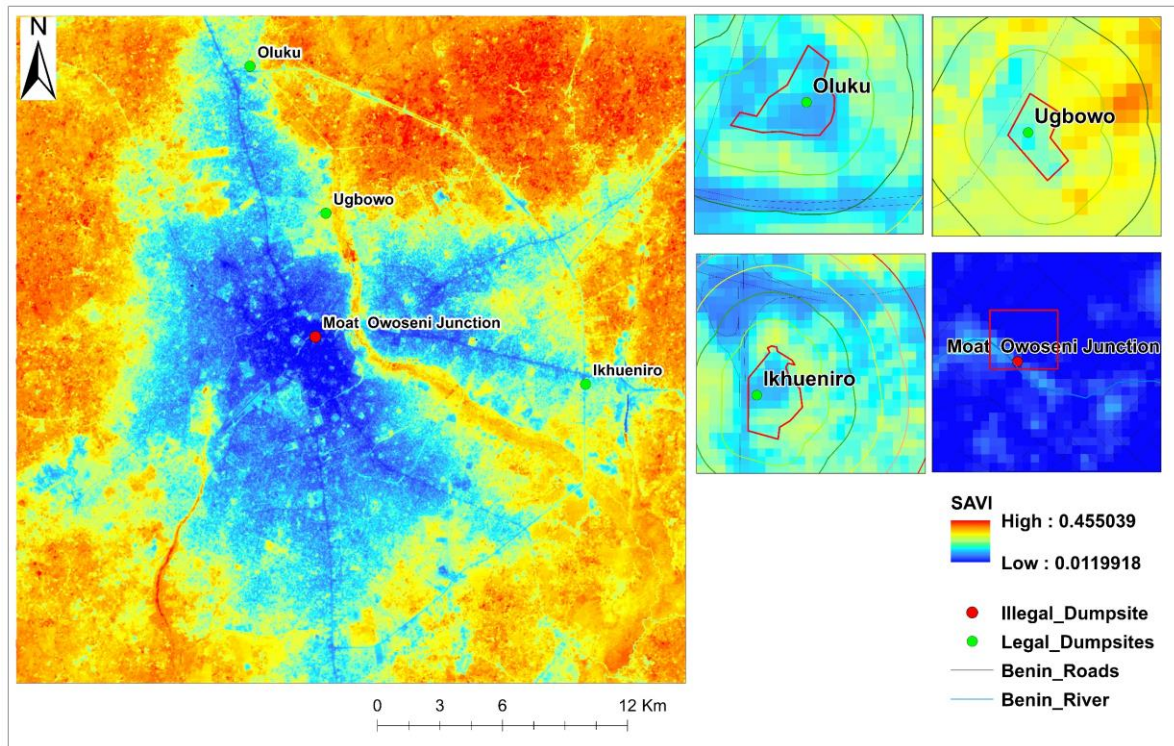 N
Oluku
Ugbowo
Moat Owoseni Junction
Ikhueniro
0 3 6 12 Km
Oluku
Ugbowo
Ikhueniro
Moat Owoseni Junction
SAVI
High : 0.455039
Low : 0.0119918
Illegal_Dumpsite
Legal_Dumpsites
Benin_Roads
Benin_River